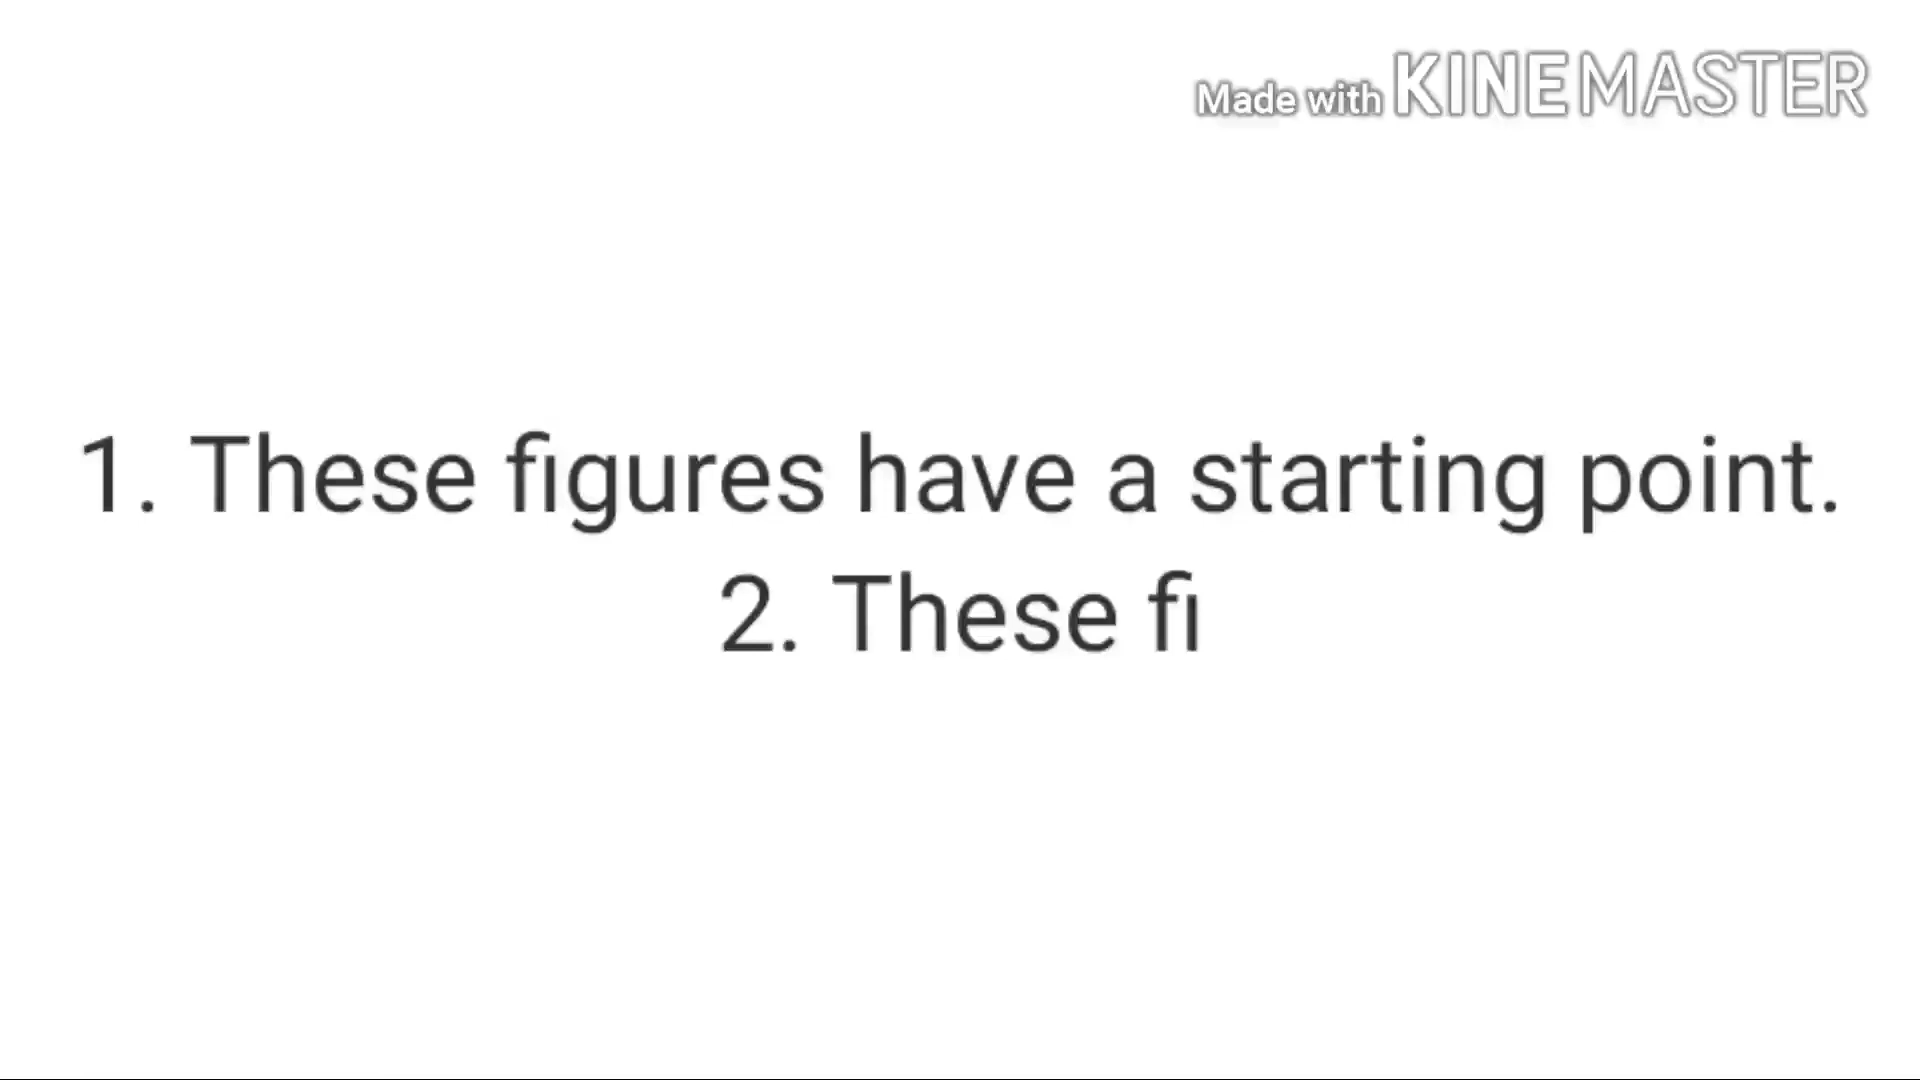 Made with KINEMASTER
1. These figures have a starting point.
2. These fi